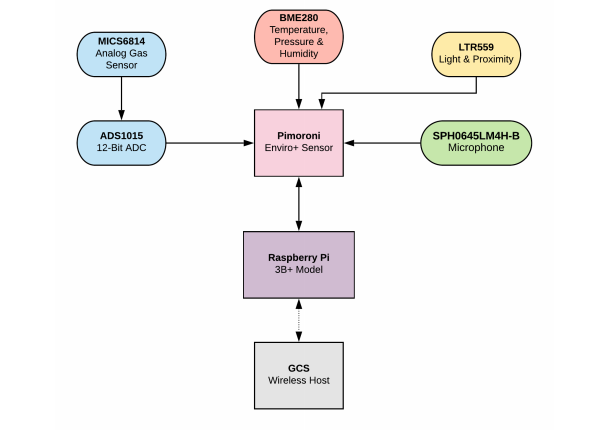 MICS6814
Analog Gas
Sensor
BME280
Temperature,
Pressure &
Humidity
LTR559
Light & Proximity
ADS1015
12-Bit ADC
Pimoroni
Enviro+ Sensor
SPH0645LM4H-B
Microphone
Raspberry Pi
3B+ Model
GCS
Wireless Host